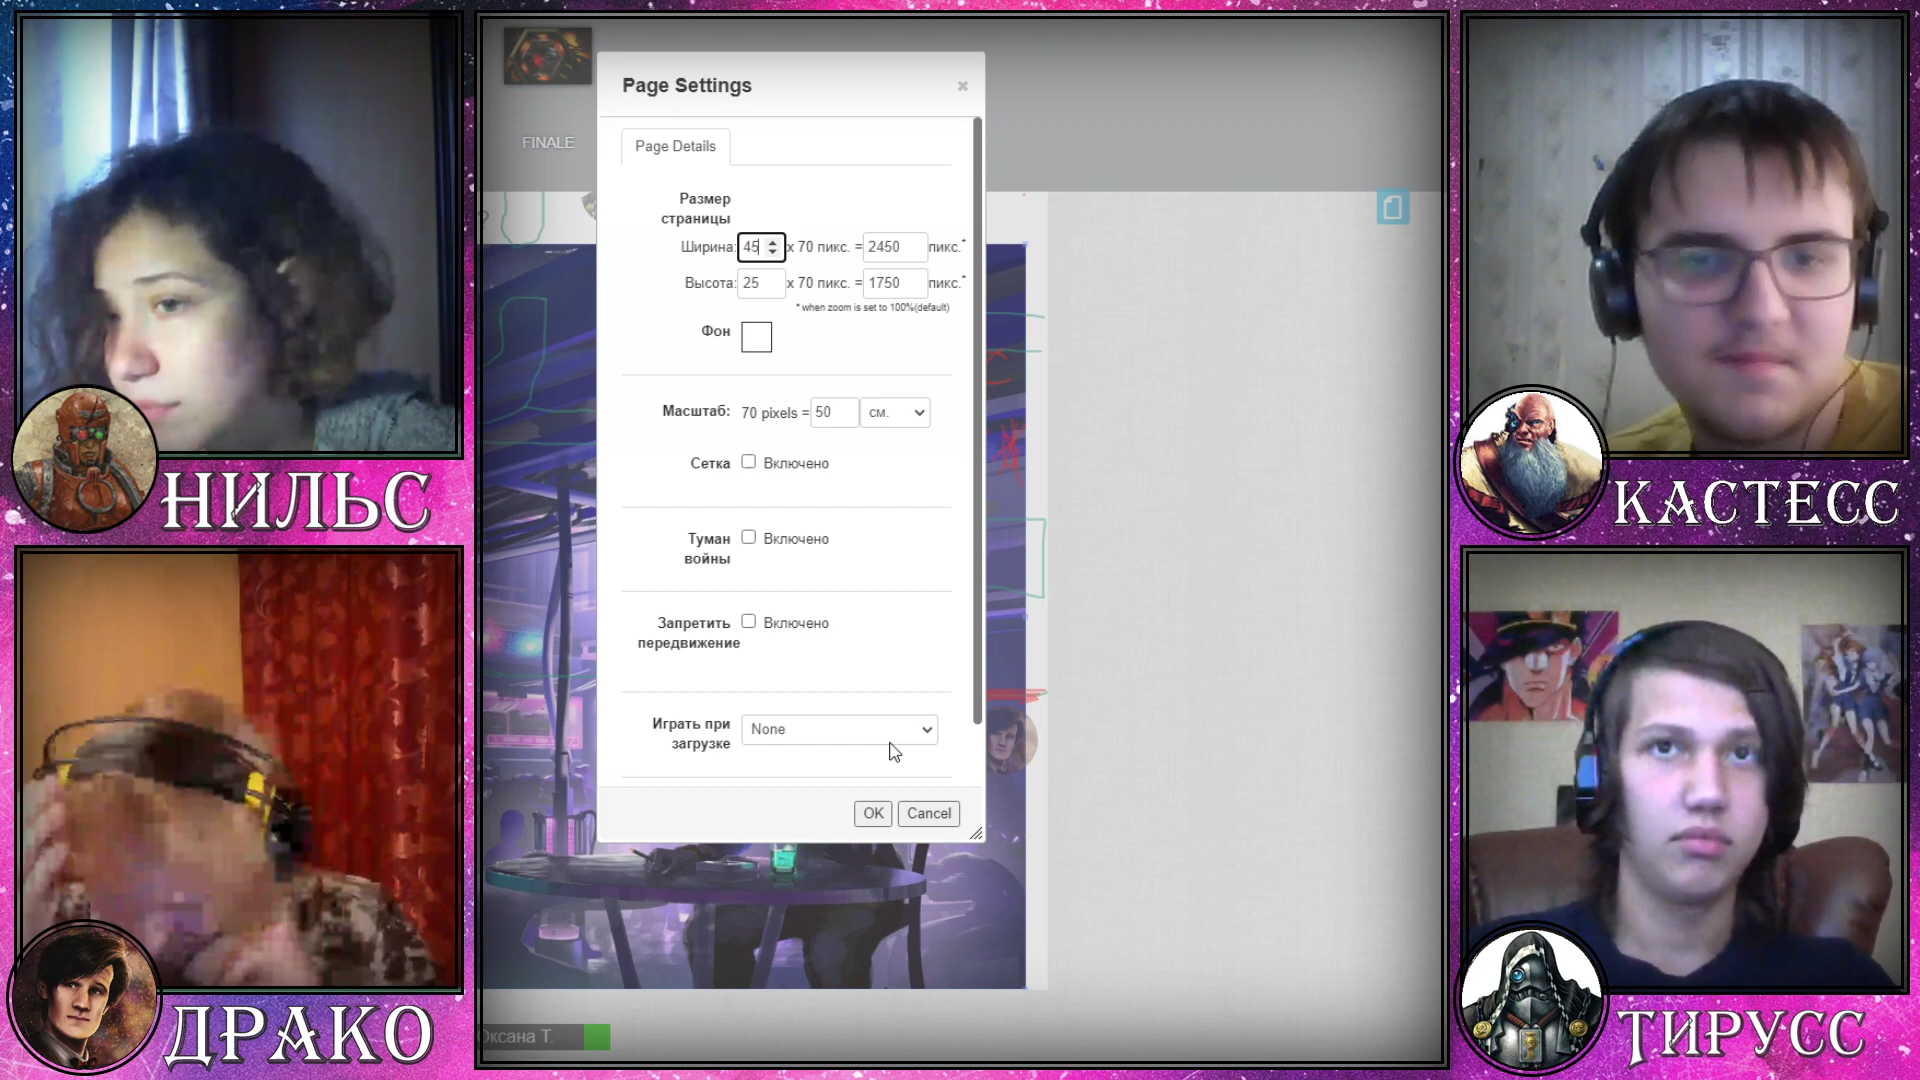 FINALE
Page Settings
Page Details
Размер
страницы
Ширина: 45 x 70 пикс. = 2450 пикс.*
Высота: 25 x 70 пикс. = 1750 пикс.*
* when zoom is set to 100%(default)
Фон
Масштаб: 70 pixels = 50 см.
Сетка Включено
Туман
войны
Включено
Запретить
передвижение
Включено
Играть при
загрузке
None
OK Cancel
Оксана Т.
НИЛЬС
ДРАКО
КАСТЕСС
ТИРУСС